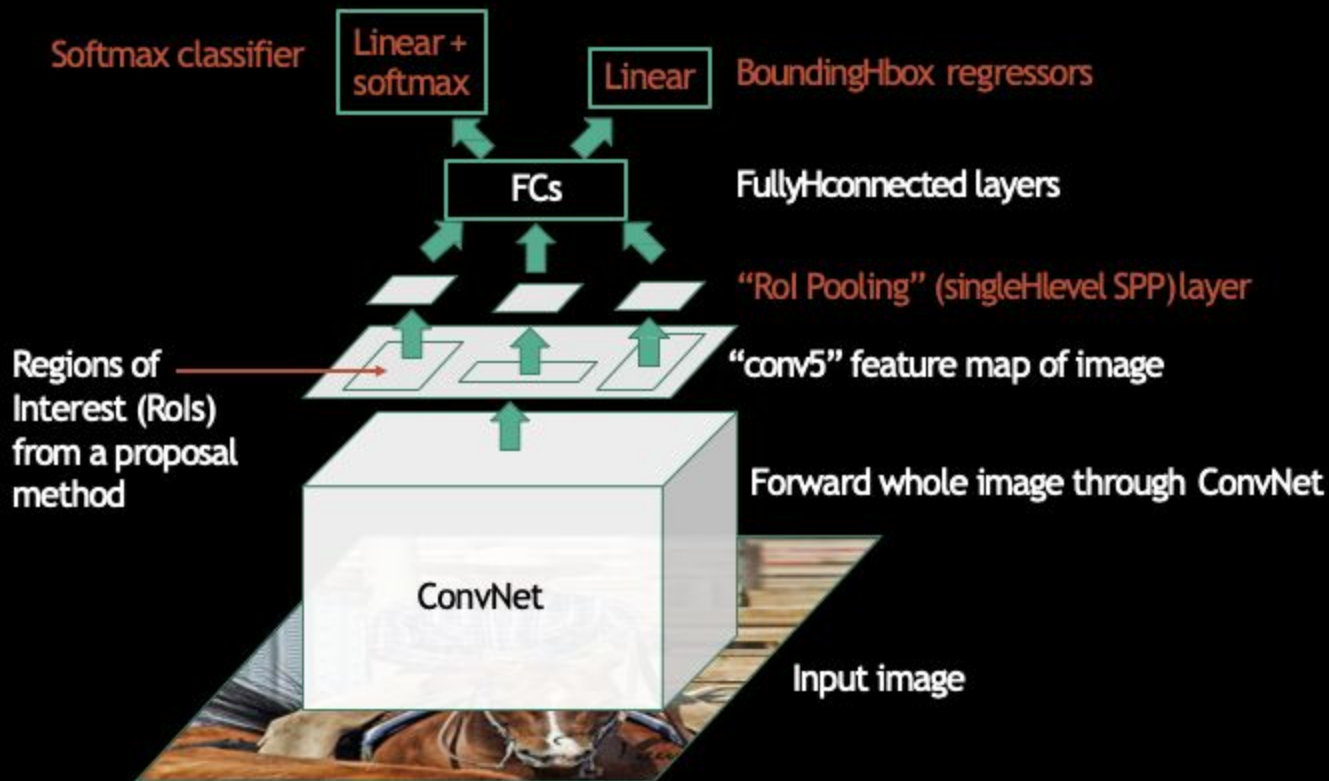 Softmax classifier
Linear +
softmax
Linear
BoundingHbox regressors
FCs
FullyHconnected layers
“RoI Pooling” (singleHlevel SPP) layer
Regions of
Interest (RoIs)
from a proposal
method
“conv5” feature map of image
Forward whole image through ConvNet
ConvNet
Input image